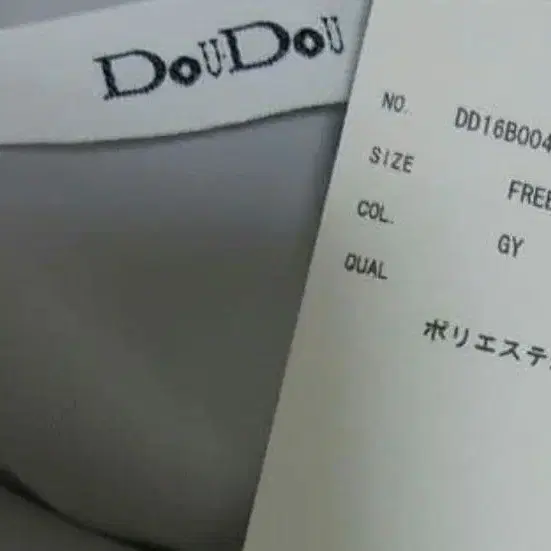 DOUDOU
NO. DD16B004
SIZE FREE
COL. GY
QUAL
ポリエステ